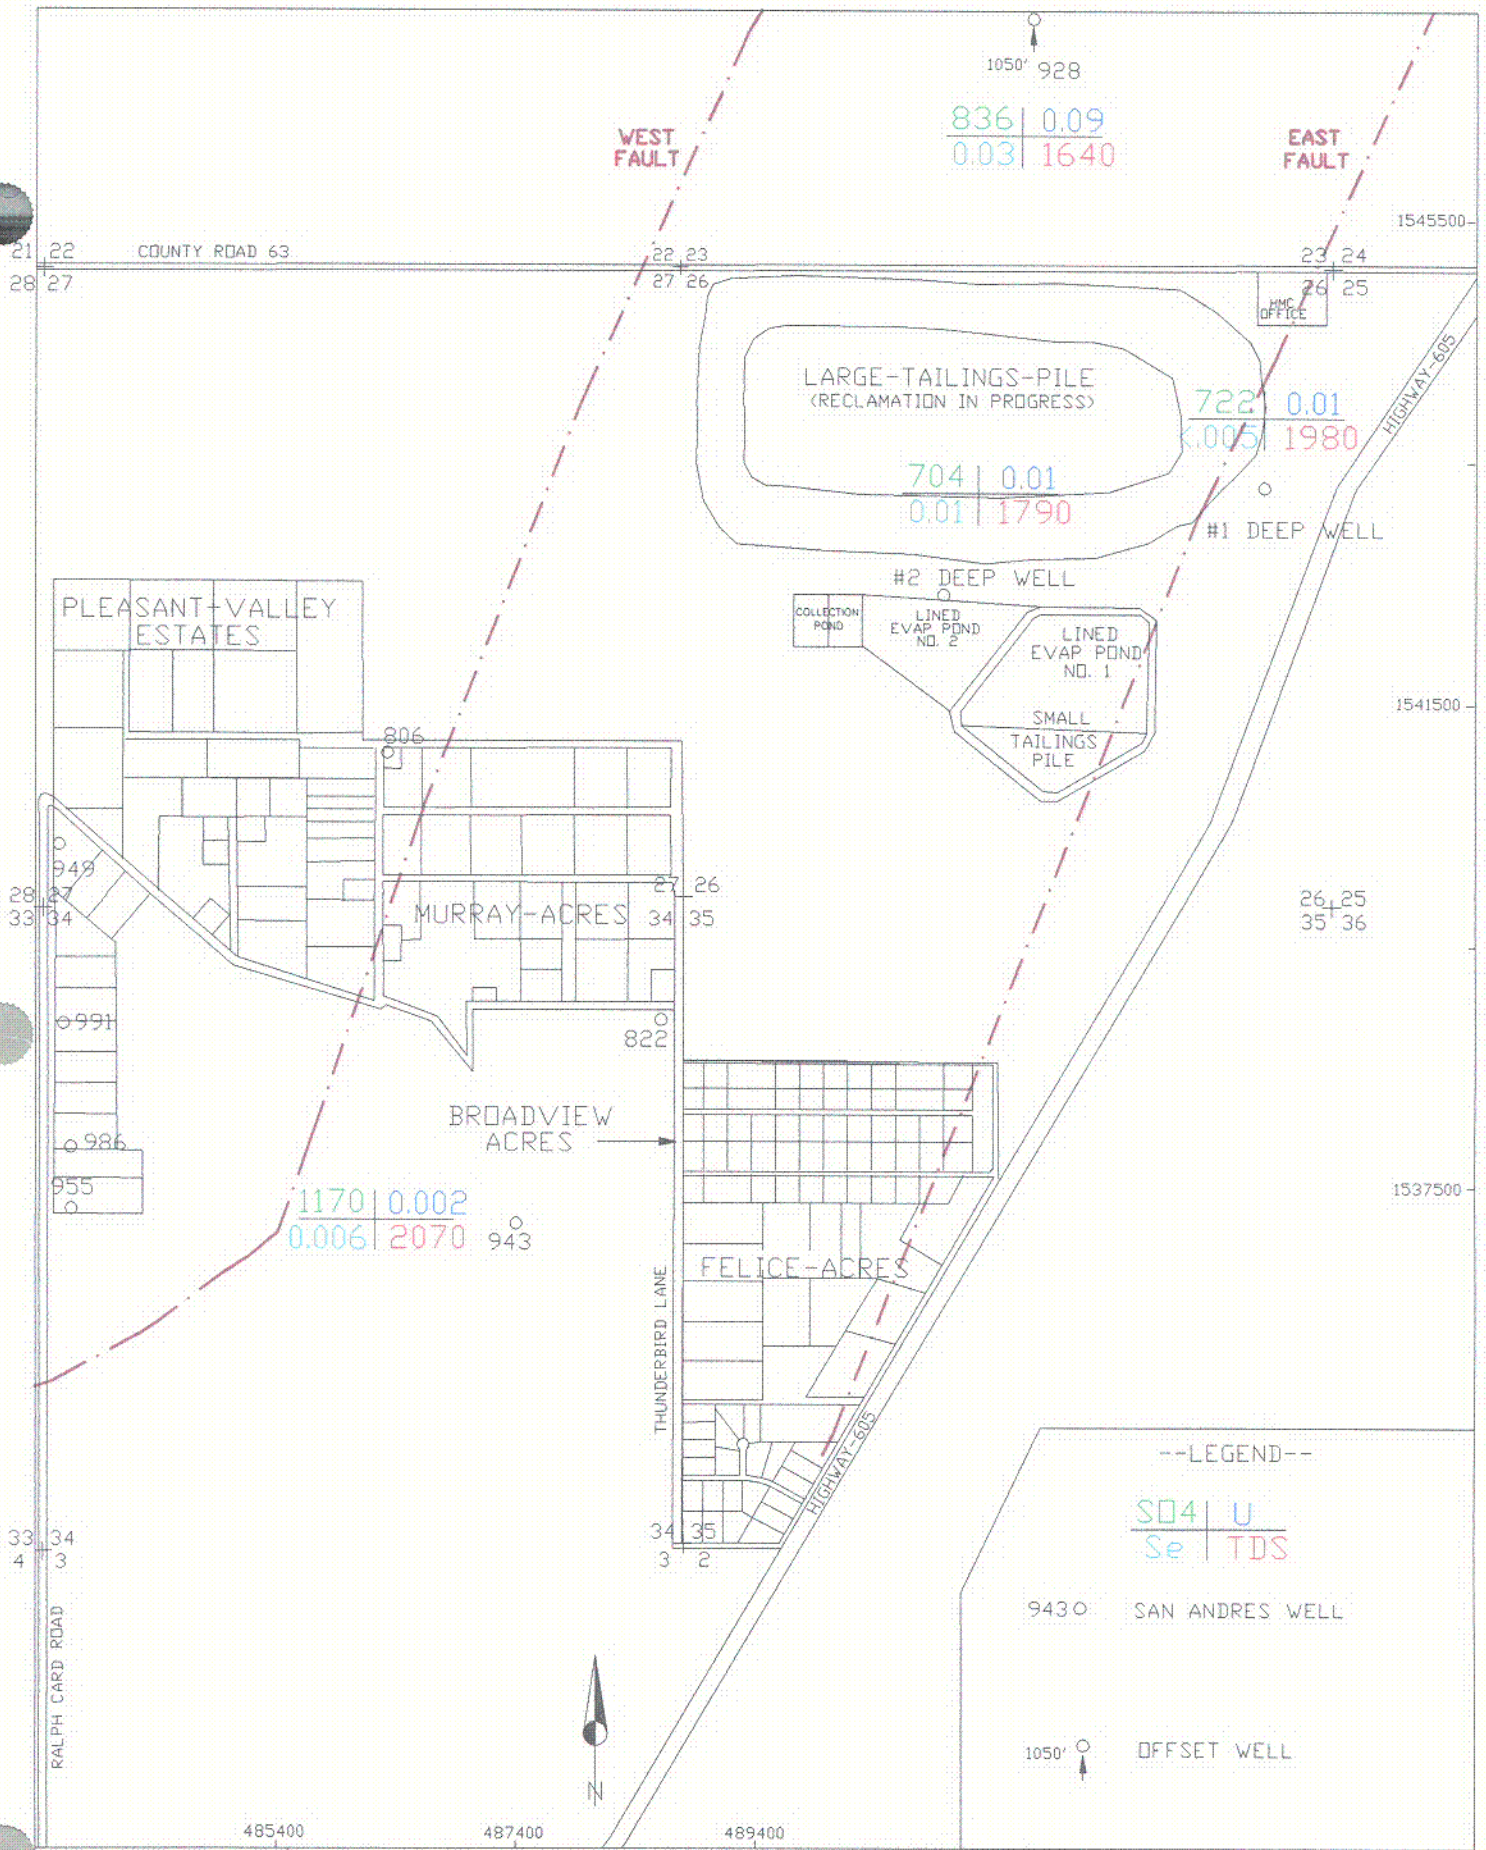 1050' 928
836 | 0.09
0.03 | 1640
WEST
FAULT
EAST
FAULT
1545500
21 22
28 27
COUNTY ROAD 63
22 23
27 26
23 24
26 25
HMC
OFFICE
HIGHWAY-605
LARGE-TAILINGS-PILE
(RECLAMATION IN PROGRESS)
722 | 0.01
<.005 | 1980
704 | 0.01
0.01 | 1790
#1 DEEP WELL
#2 DEEP WELL
COLLECTION
POND
LINED
EVAP POND
NO. 2
LINED
EVAP POND
NO. 1
SMALL
TAILINGS
PILE
PLEASANT-VALLEY
ESTATES
1541500
806
949
28 27
33 34
MURRAY-ACRES
27 26
34 35
26 25
35 36
991
822
BROADVIEW
ACRES
986
955
1170 | 0.002
0.006 | 2070
943
1537500
FELICE-ACRES
THUNDERBIRD LANE
HIGHWAY-605
33 34
4 3
34 35
3 2
RALPH CARD ROAD
N
485400
487400
489400
--LEGEND--
SO4 | U
Se | TDS
943 SAN ANDRES WELL
1050' OFFSET WELL